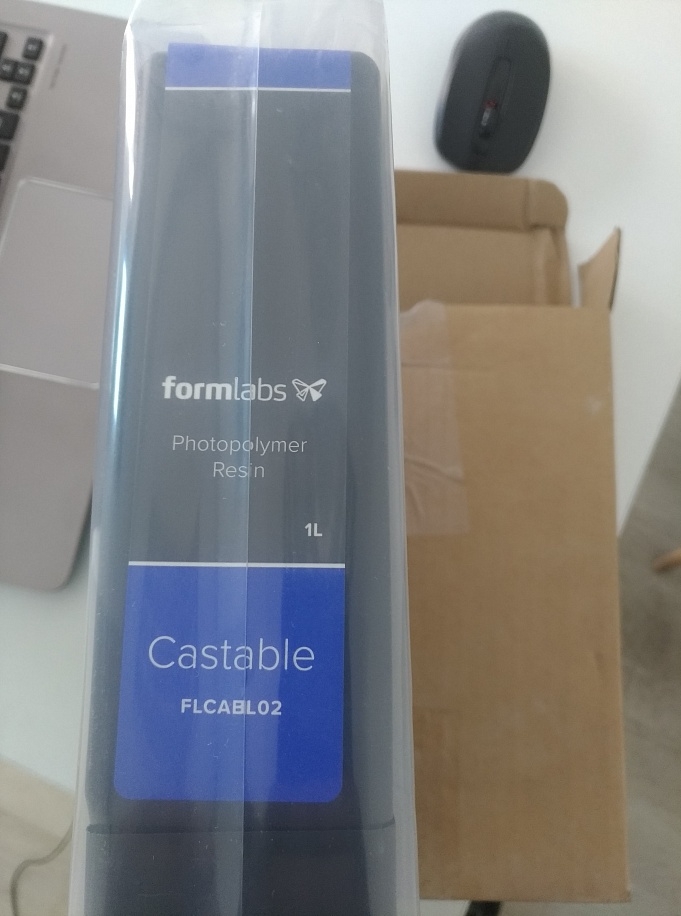 formlabs
Photopolymer
Resin
1L
Castable
FLCABL02